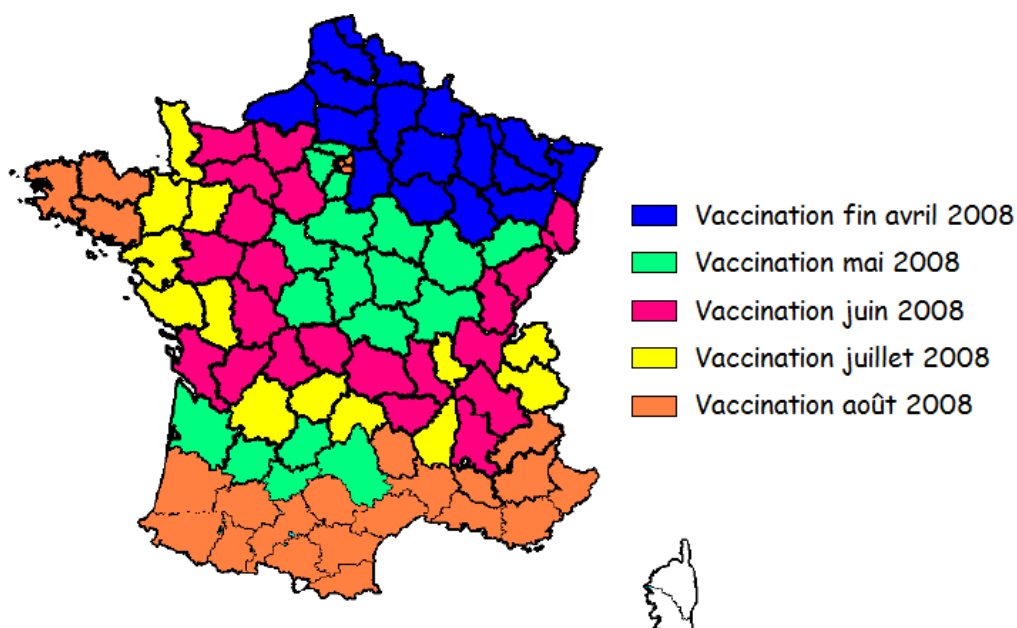 Vaccination fin avril 2008
Vaccination mai 2008
Vaccination juin 2008
Vaccination juillet 2008
Vaccination août 2008